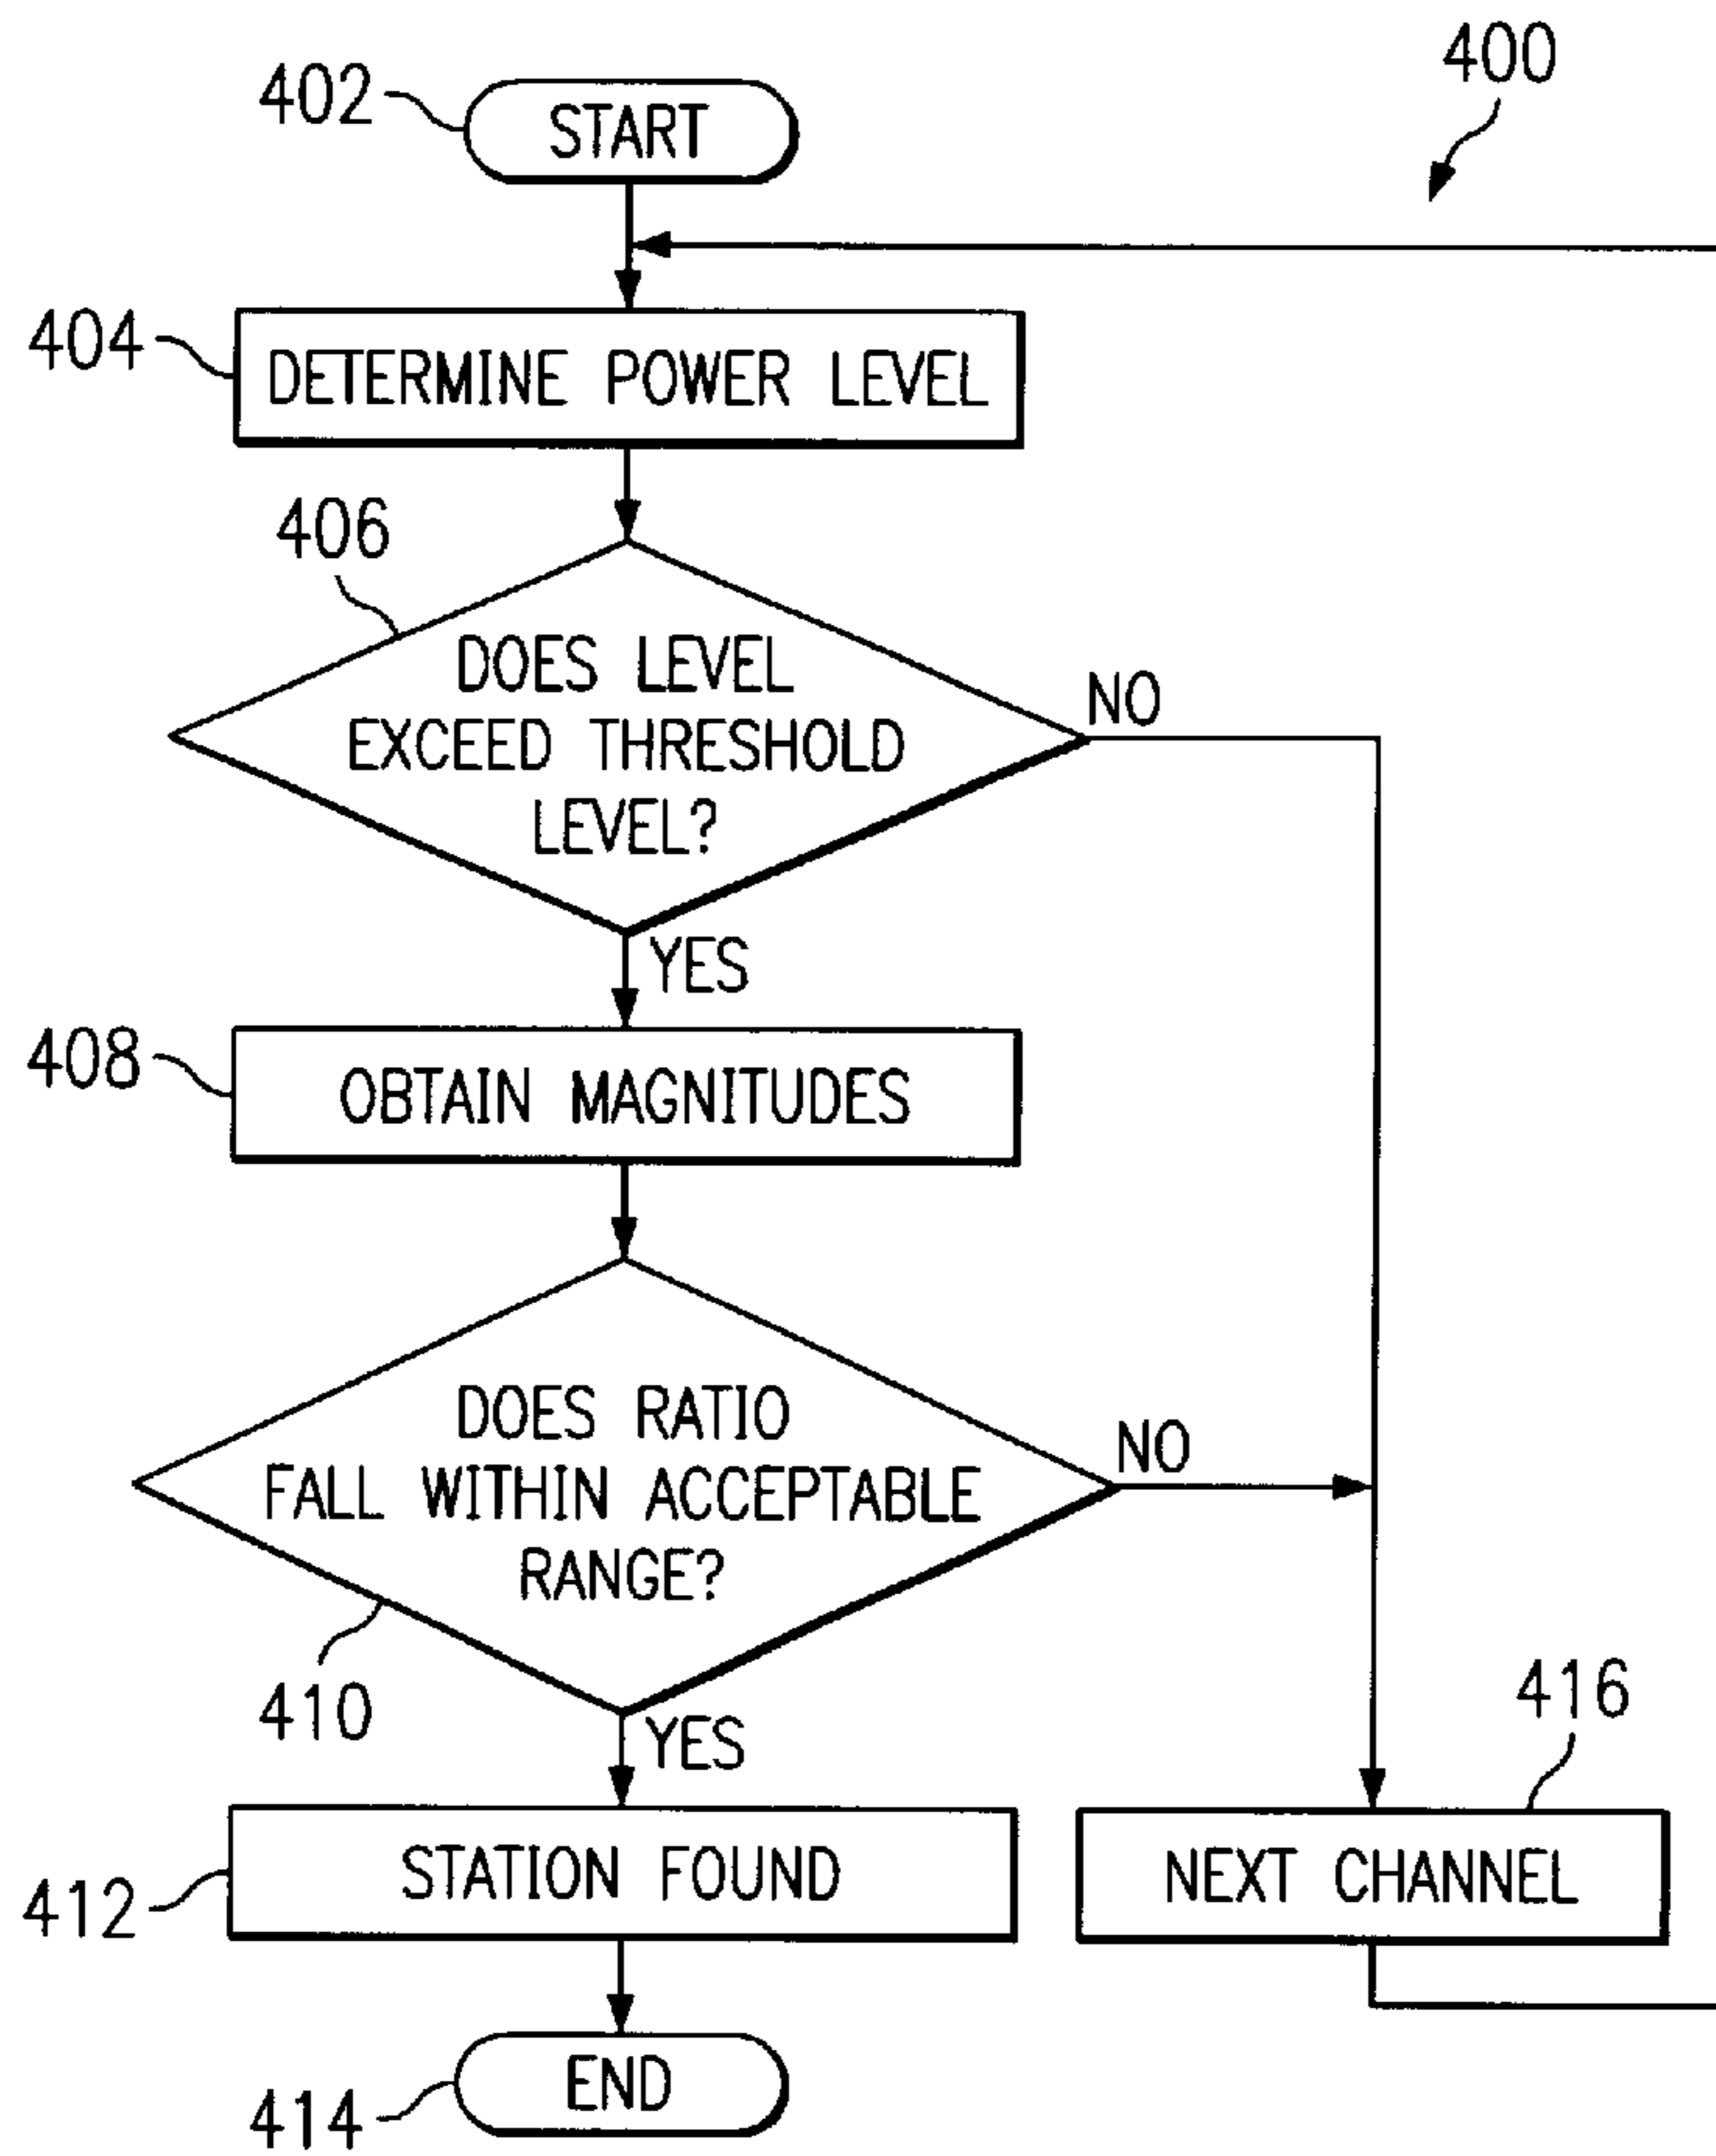 400
402
START
404
DETERMINE POWER LEVEL
406
DOES LEVEL
EXCEED THRESHOLD
LEVEL?
NO
YES
408
OBTAIN MAGNITUDES
DOES RATIO
FALL WITHIN ACCEPTABLE
RANGE?
NO
410
YES
416
412
STATION FOUND
NEXT CHANNEL
414
END